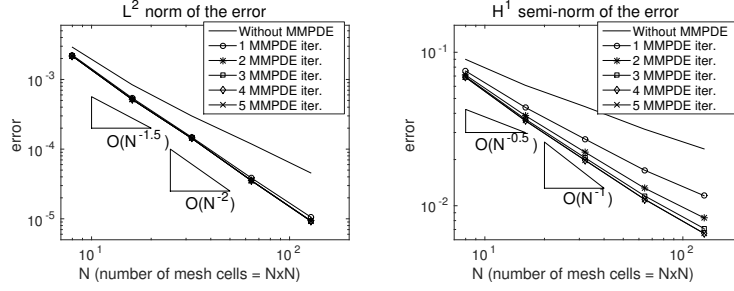 L² norm of the error
Without MMPDE
1 MMPDE iter.
2 MMPDE iter.
3 MMPDE iter.
4 MMPDE iter.
5 MMPDE iter.
10⁻³
10⁻⁴
10⁻⁵
error
O(N⁻¹·⁵)
O(N⁻²)
10¹
10²
N (number of mesh cells = NxN)
H¹ semi-norm of the error
Without MMPDE
1 MMPDE iter.
2 MMPDE iter.
3 MMPDE iter.
4 MMPDE iter.
5 MMPDE iter.
10⁻¹
10⁻²
error
O(N⁻⁰·⁵)
O(N⁻¹)
10¹
10²
N (number of mesh cells = NxN)